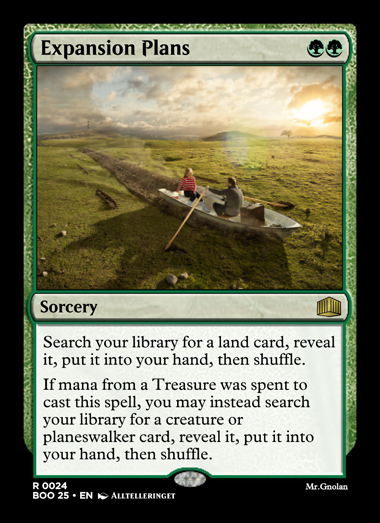 Expansion Plans
Sorcery
Search your library for a land card, reveal
it, put it into your hand, then shuffle.
If mana from a Treasure was spent to
cast this spell, you may instead search
your library for a creature or
planeswalker card, reveal it, put it into
your hand, then shuffle.
R 0024
Mr.Gnolan
BOO 25 • EN ALLTELLERINGET